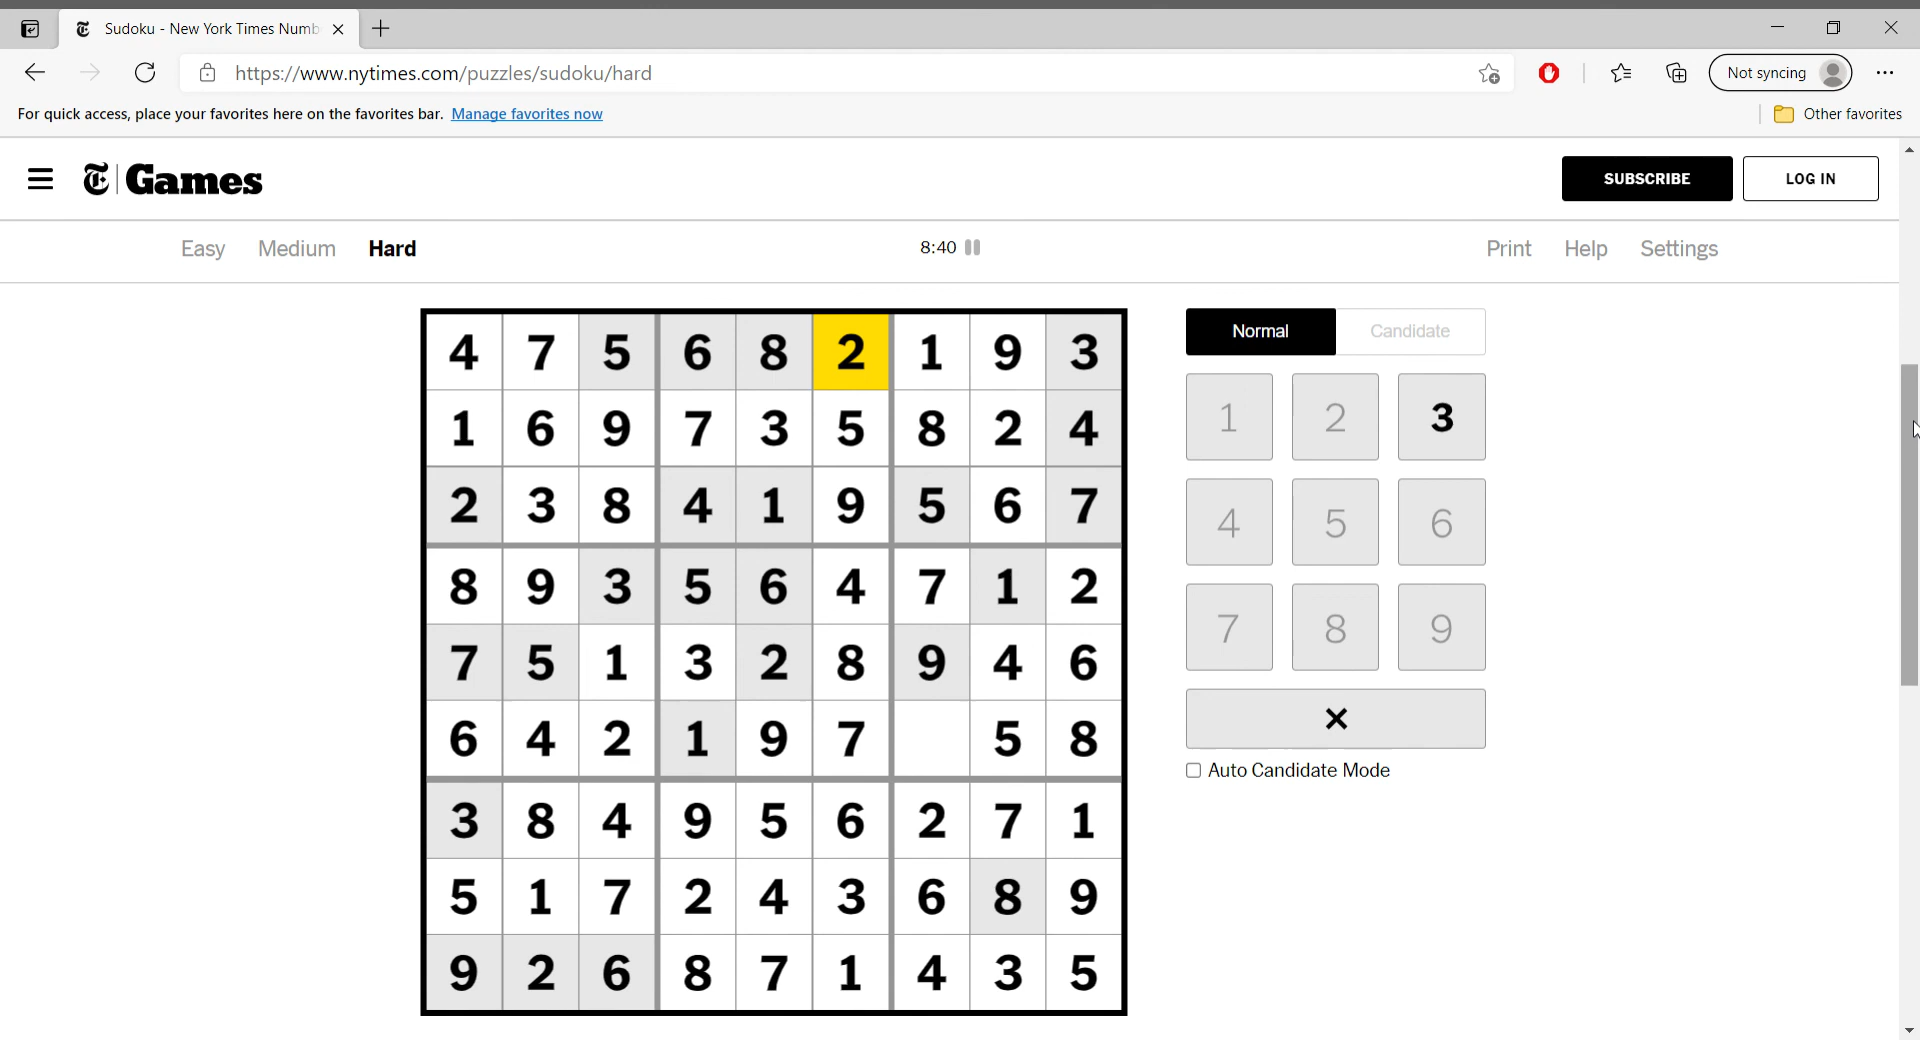 Sudoku - New York Times Numb
https://www.nytimes.com/puzzles/sudoku/hard
Not syncing
For quick access, place your favorites here on the favorites bar. Manage favorites now
Other favorites
T Games
SUBSCRIBE
LOG IN
Easy Medium Hard
8:40
Print Help Settings
4 7 5 6 8 2 1 9 3
1 6 9 7 3 5 8 2 4
2 3 8 4 1 9 5 6 7
8 9 3 5 6 4 7 1 2
7 5 1 3 2 8 9 4 6
6 4 2 1 9 7 5 8
3 8 4 9 5 6 2 7 1
5 1 7 2 4 3 6 8 9
9 2 6 8 7 1 4 3 5
Normal Candidate
1 2 3
4 5 6
7 8 9
Auto Candidate Mode